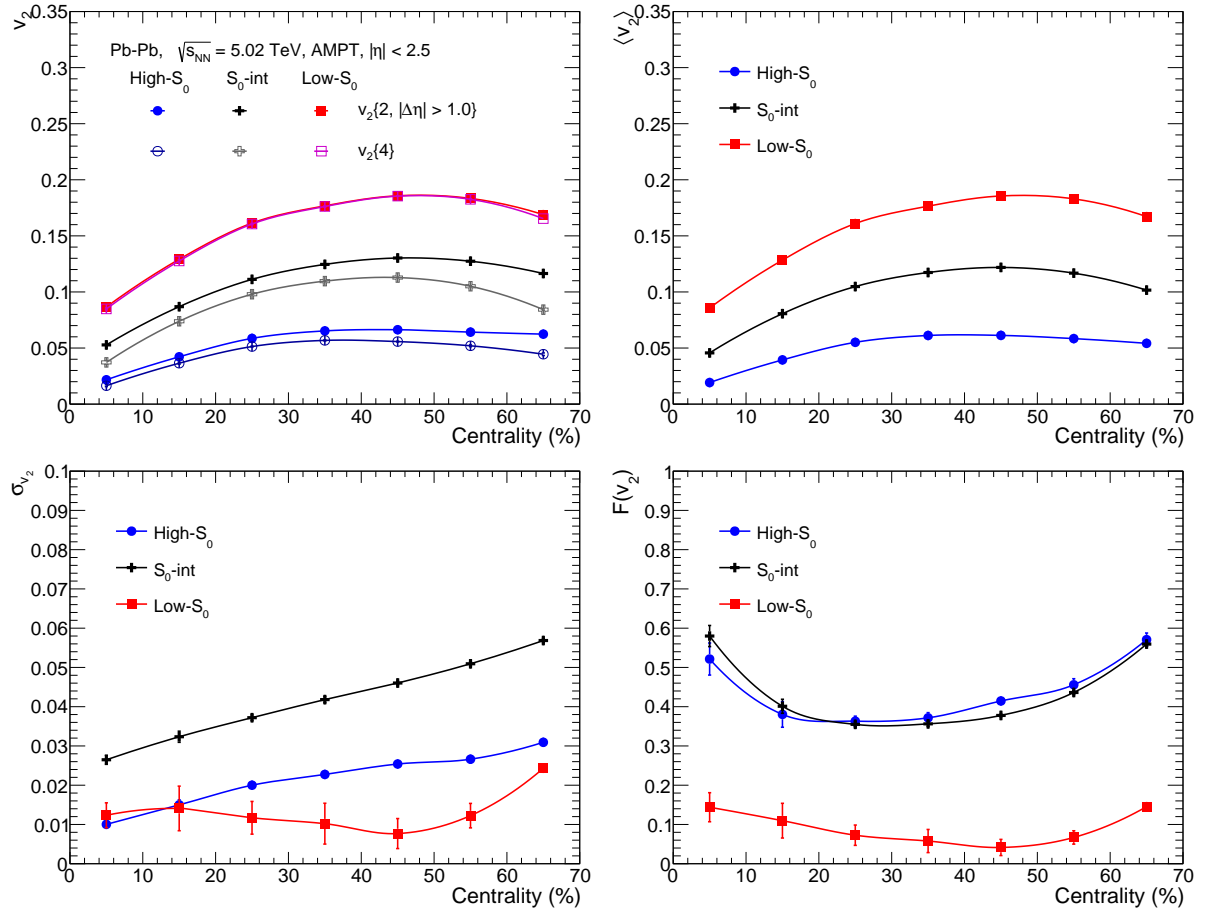 v₂
0.35
0.3
0.25
0.2
0.15
0.1
0.05
0
Pb-Pb, √s_NN = 5.02 TeV, AMPT, |η| < 2.5
High-S₀ S₀-int Low-S₀
v₂{2, |Δη| > 1.0}
v₂{4}
0 10 20 30 40 50 60 70
Centrality (%)
⟨v₂⟩
0.35
0.3
0.25
0.2
0.15
0.1
0.05
0
High-S₀
S₀-int
Low-S₀
0 10 20 30 40 50 60 70
Centrality (%)
σ_v₂
0.1
0.09
0.08
0.07
0.06
0.05
0.04
0.03
0.02
0.01
0
High-S₀
S₀-int
Low-S₀
0 10 20 30 40 50 60 70
Centrality (%)
F(v₂)
1
0.9
0.8
0.7
0.6
0.5
0.4
0.3
0.2
0.1
0
High-S₀
S₀-int
Low-S₀
0 10 20 30 40 50 60 70
Centrality (%)